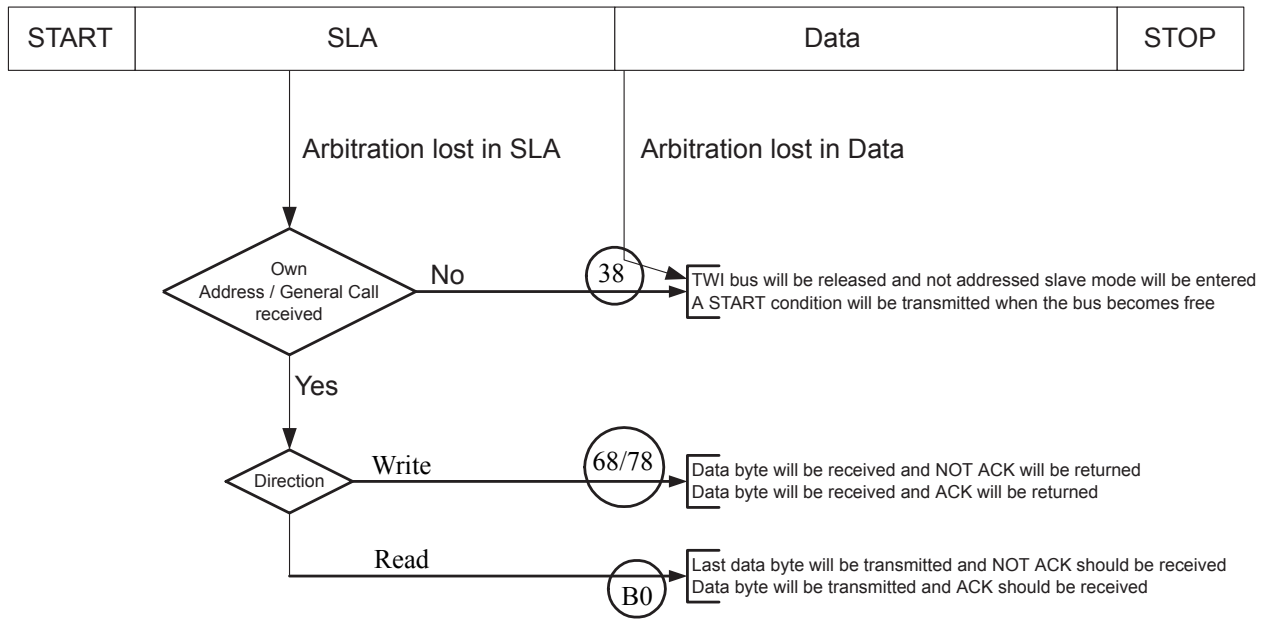 START SLA Data STOP
Arbitration lost in SLA Arbitration lost in Data
Own
Address / General Call
received
No
38
TWI bus will be released and not addressed slave mode will be entered
A START condition will be transmitted when the bus becomes free
Yes
Direction
Write
68/78
Data byte will be received and NOT ACK will be returned
Data byte will be received and ACK will be returned
Read
B0
Last data byte will be transmitted and NOT ACK should be received
Data byte will be transmitted and ACK should be received